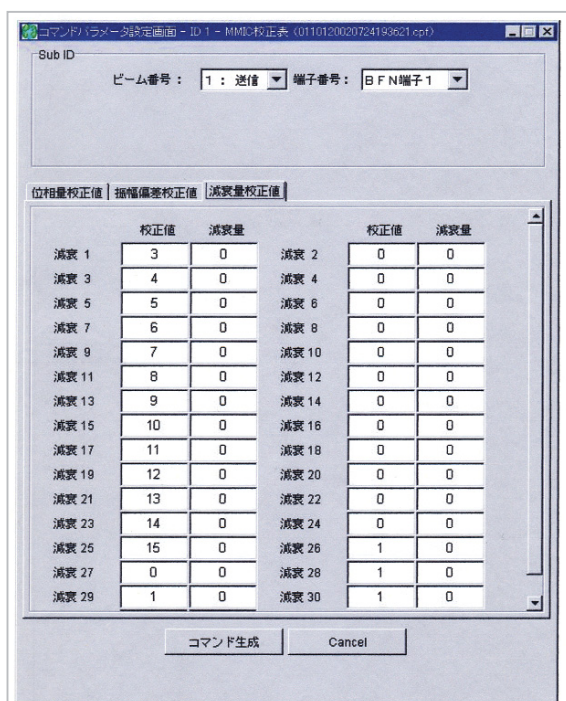 コマンドパラメータ設定画面 - ID 1 - MMIC校正表 (0110120020724193621.cpf)
Sub ID
ビーム番号： 1：送信 端子番号： BFN端子1
位相量校正値 振幅偏差校正値 減衰量校正値
校正値 減衰量 校正値 減衰量
減衰 1 3 0 減衰 2 0 0
減衰 3 4 0 減衰 4 0 0
減衰 5 5 0 減衰 6 0 0
減衰 7 6 0 減衰 8 0 0
減衰 9 7 0 減衰 10 0 0
減衰 11 8 0 減衰 12 0 0
減衰 13 9 0 減衰 14 0 0
減衰 15 10 0 減衰 16 0 0
減衰 17 11 0 減衰 18 0 0
減衰 19 12 0 減衰 20 0 0
減衰 21 13 0 減衰 22 0 0
減衰 23 14 0 減衰 24 0 0
減衰 25 15 0 減衰 26 1 0
減衰 27 0 0 減衰 28 1 0
減衰 29 1 0 減衰 30 1 0
コマンド生成 Cancel